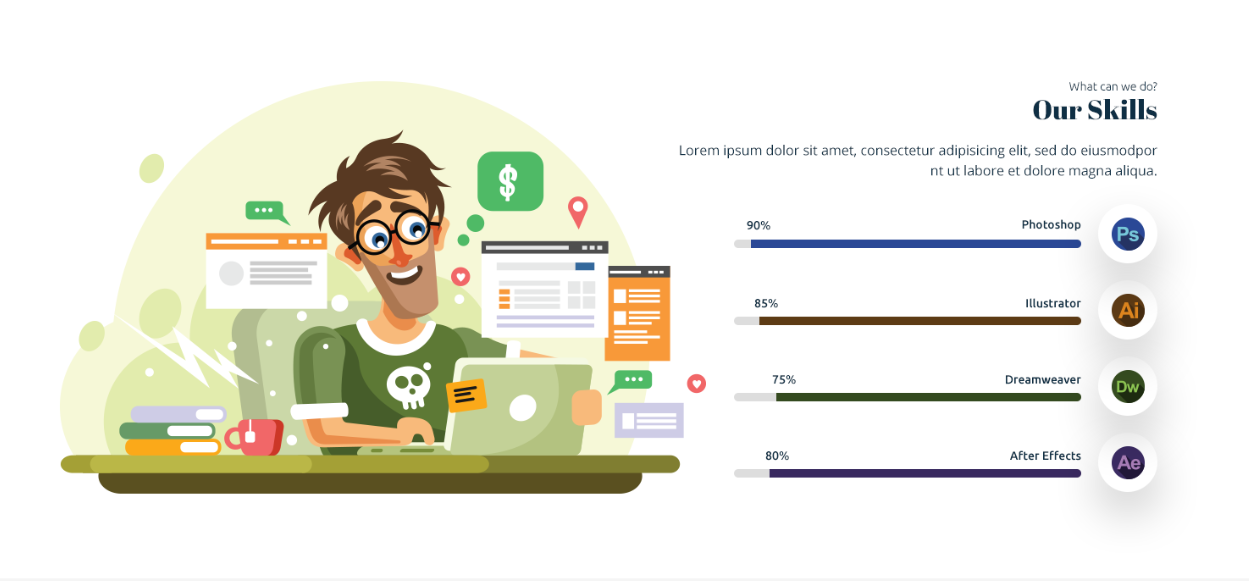 What can we do?
Our Skills
Lorem ipsum dolor sit amet, consectetur adipisicing elit, sed do eiusmodpor
nt ut labore et dolore magna aliqua.
90% Photoshop
Ps
85% Illustrator
Ai
75% Dreamweaver
Dw
80% After Effects
Ae
$